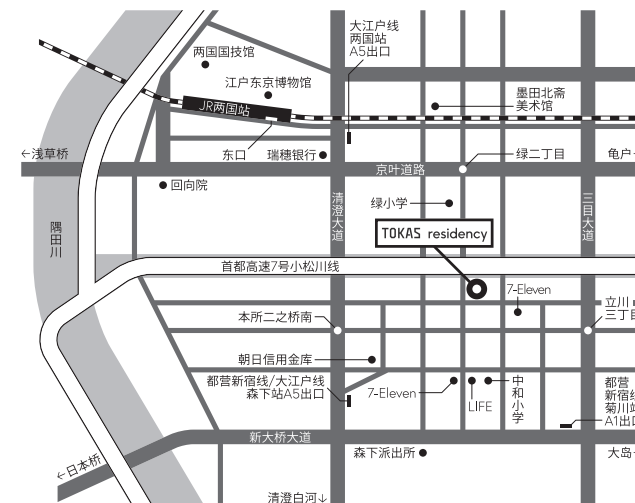 大江户线
两国站
A5出口
两国国技馆
江户东京博物馆
墨田北斋
美术馆
JR两国站
←浅草桥
东口
瑞穗银行
京叶道路
绿二丁目
龟户
回向院
隅田川
清澄大道
绿小学
三目大道
TOKAS residency
首都高速7号小松川线
7-Eleven
立川
三丁目
本所二之桥南
朝日信用金库
都营新宿线/大江户线
森下站A5出口
7-Eleven
LIFE
中和小学
都营
新宿线
菊川站
A1出口
新大桥大道
←日本桥
森下派出所
大岛
清澄白河↓